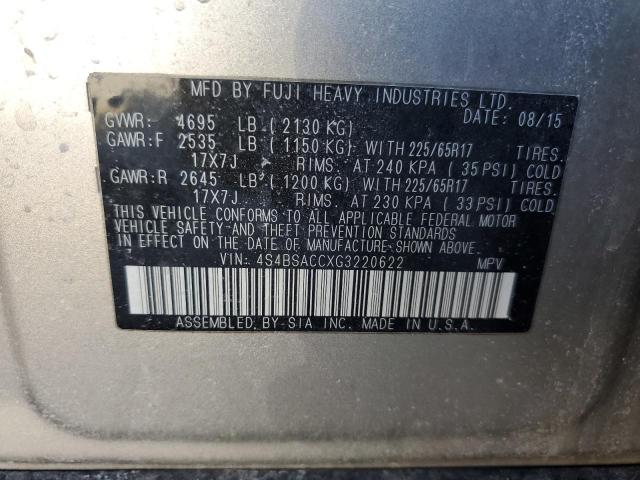 MFD BY FUJI HEAVY INDUSTRIES LTD.
DATE: 08/15
GVWR: 4695 LB (2130 KG)
GAWR:F 2535 LB (1150 KG) WITH 225/65R17 TIRES.
17X7J RIMS. AT 240 KPA (35 PSI) COLD
GAWR:R 2645 LB (1200 KG) WITH 225/65R17 TIRES.
17X7J RIMS. AT 230 KPA (33 PSI) COLD
THIS VEHICLE CONFORMS TO ALL APPLICABLE FEDERAL MOTOR
VEHICLE SAFETY AND THEFT PREVENTION STANDARDS
IN EFFECT ON THE DATE OF MANUFACTURE SHOWN ABOVE.
VIN: 4S4BSACCXG3220622 MPV
ASSEMBLED BY SIA INC. MADE IN U.S.A.